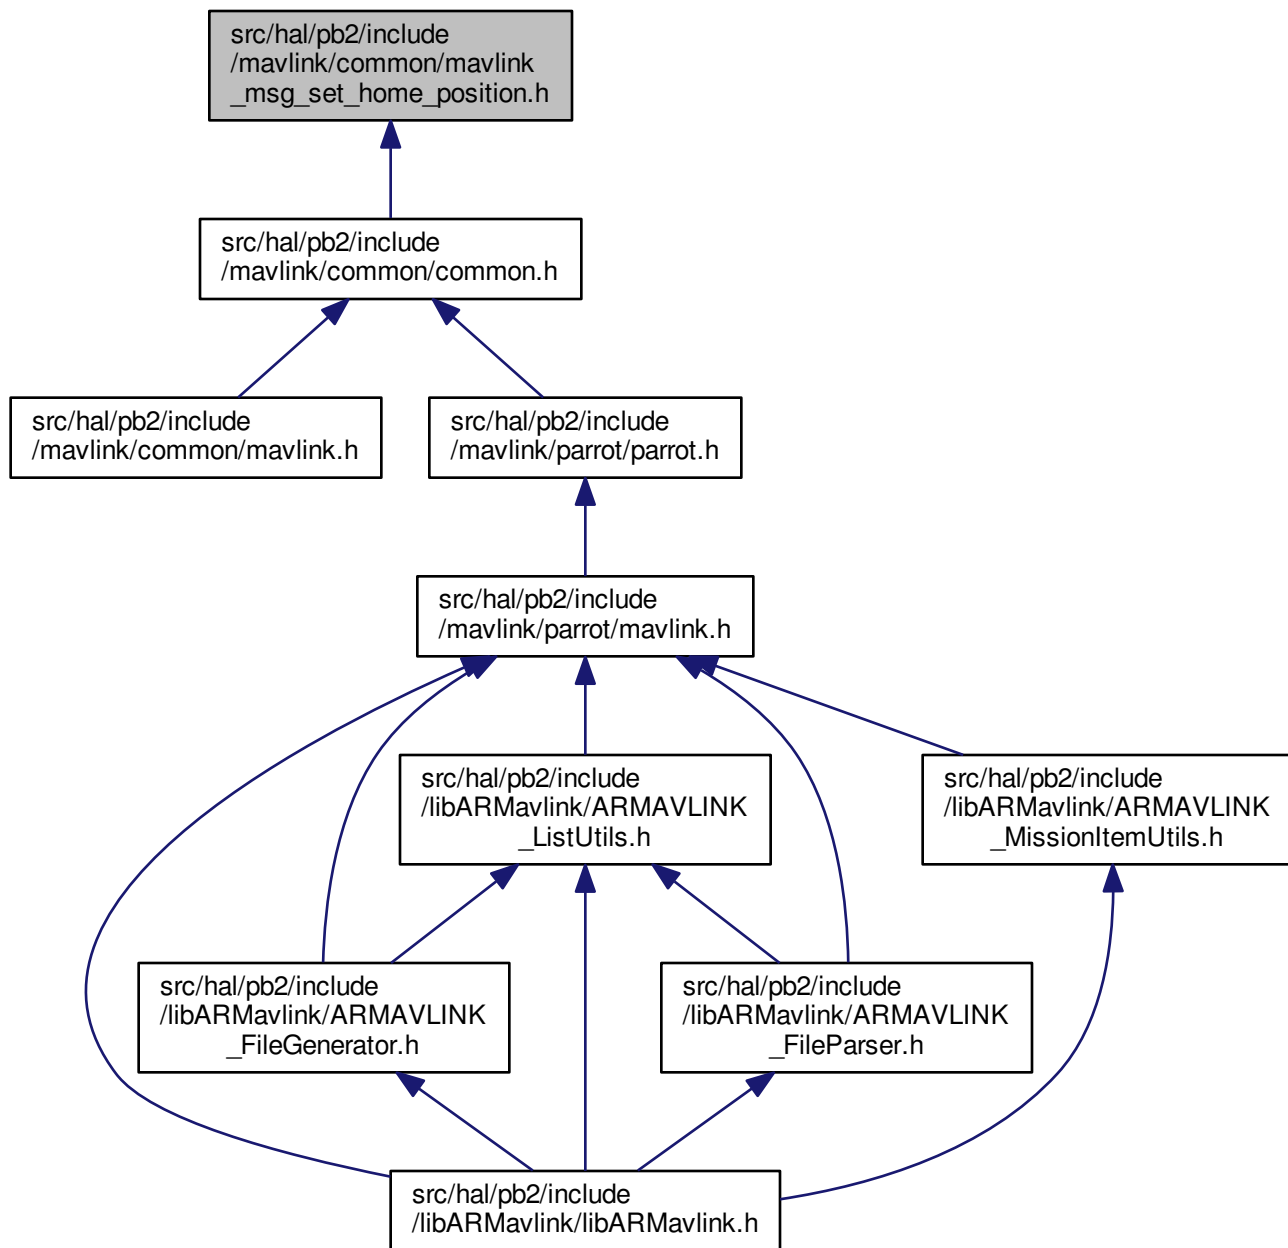 src/hal/pb2/include
/mavlink/common/mavlink
_msg_set_home_position.h
src/hal/pb2/include
/mavlink/common/common.h
src/hal/pb2/include
/mavlink/common/mavlink.h
src/hal/pb2/include
/mavlink/parrot/parrot.h
src/hal/pb2/include
/mavlink/parrot/mavlink.h
src/hal/pb2/include
/libARMavlink/ARMAVLINK
_ListUtils.h
src/hal/pb2/include
/libARMavlink/ARMAVLINK
_MissionItemUtils.h
src/hal/pb2/include
/libARMavlink/ARMAVLINK
_FileGenerator.h
src/hal/pb2/include
/libARMavlink/ARMAVLINK
_FileParser.h
src/hal/pb2/include
/libARMavlink/libARMavlink.h